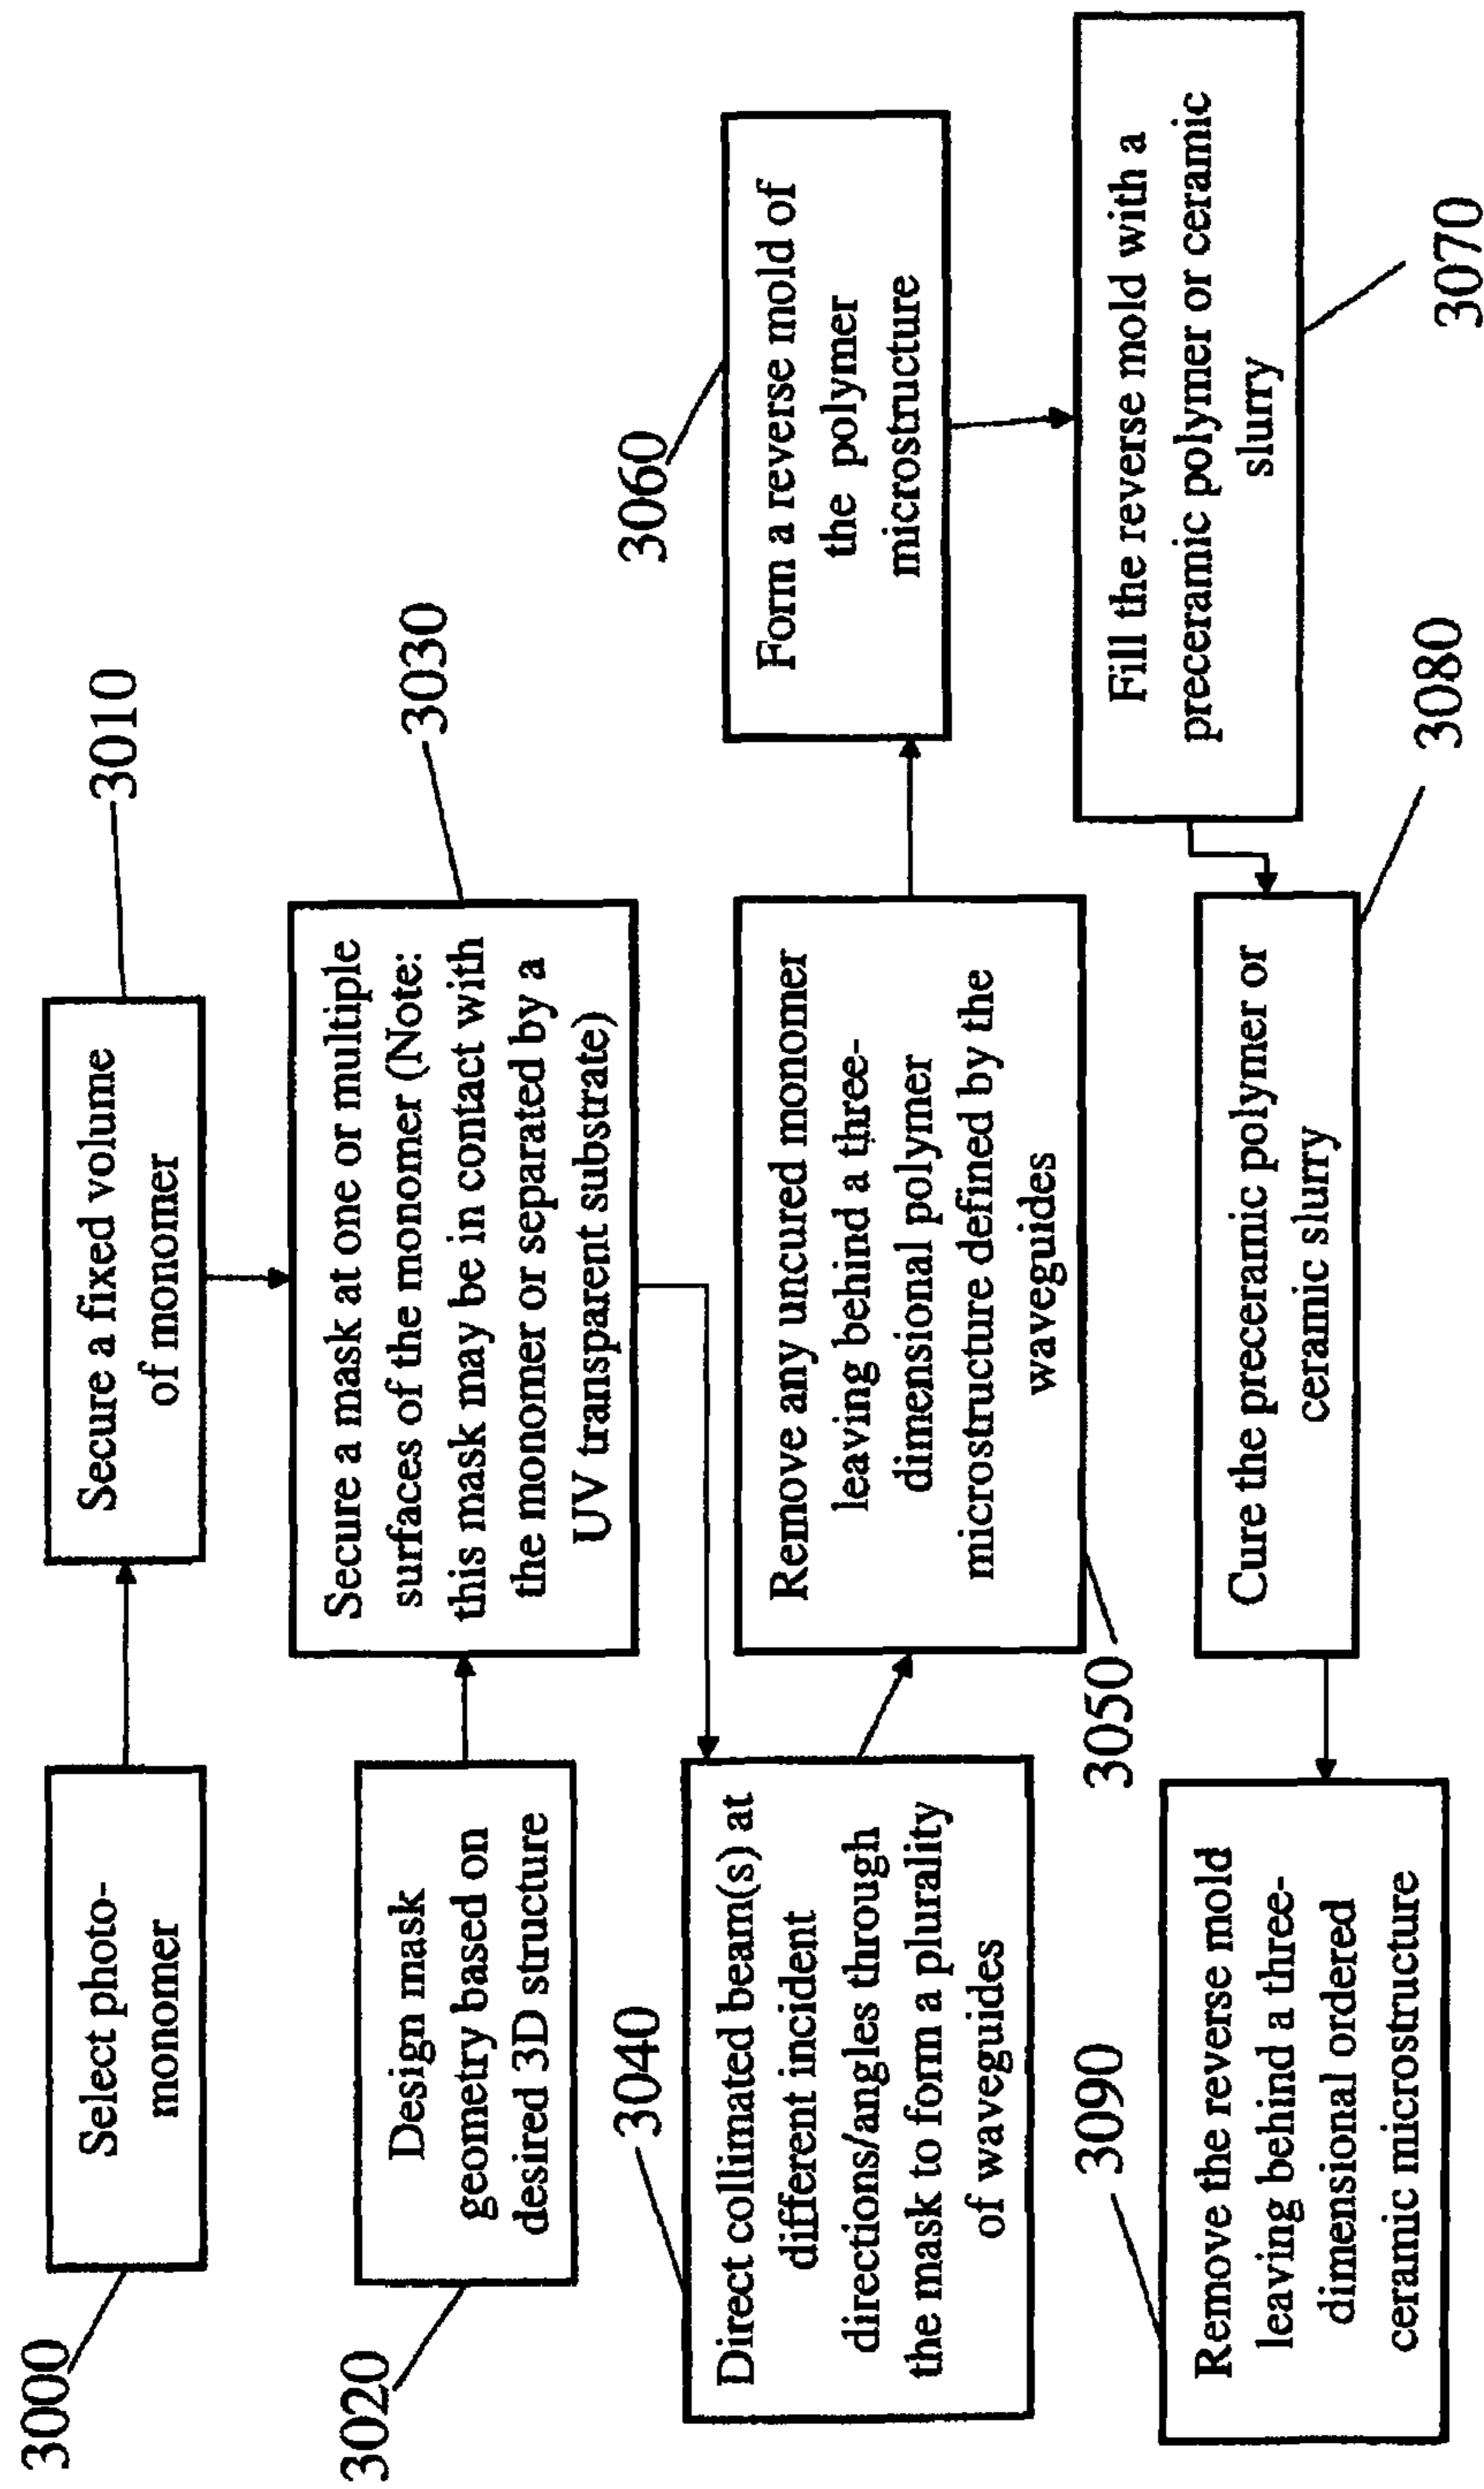 3000
Select photo-
monomer
3010
Secure a fixed volume
of monomer
3020
Design mask
geometry based on
desired 3D structure
3030
Secure a mask at one or multiple
surfaces of the monomer (Note:
this mask may be in contact with
the monomer or separated by a
UV transparent substrate)
3040
Direct collimated beam(s) at
different incident
directions/angles through
the mask to form a plurality
of waveguides
3050
Remove any uncured monomer
leaving behind a three-
dimensional polymer
microstructure defined by the
waveguides
3060
Form a reverse mold of
the polymer
microstructure
3070
Fill the reverse mold with a
preceramic polymer or ceramic
slurry
3080
Cure the preceramic polymer or
ceramic slurry
3090
Remove the reverse mold
leaving behind a three-
dimensional ordered
ceramic microstructure